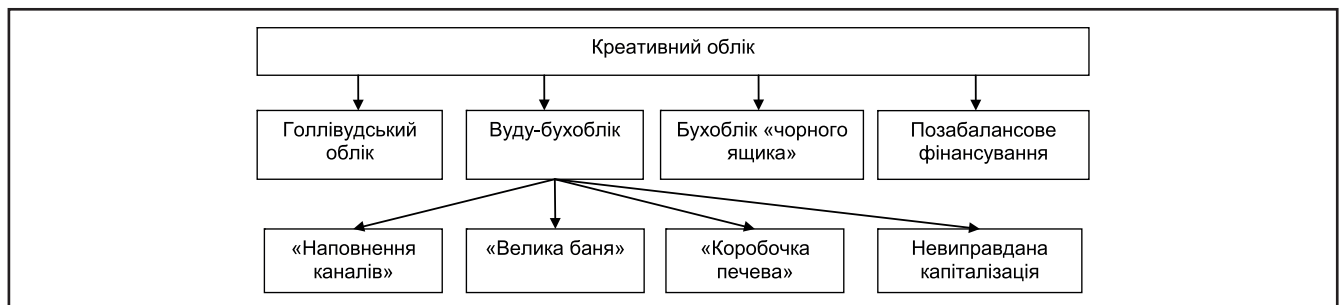 Креативний облік
Голлівудський
облік
Вуду-бухоблік
Бухоблік «чорного
ящика»
Позабалансове
фінансування
«Наповнення
каналів»
«Велика баня»
«Коробочка
печева»
Невиправдана
капіталізація